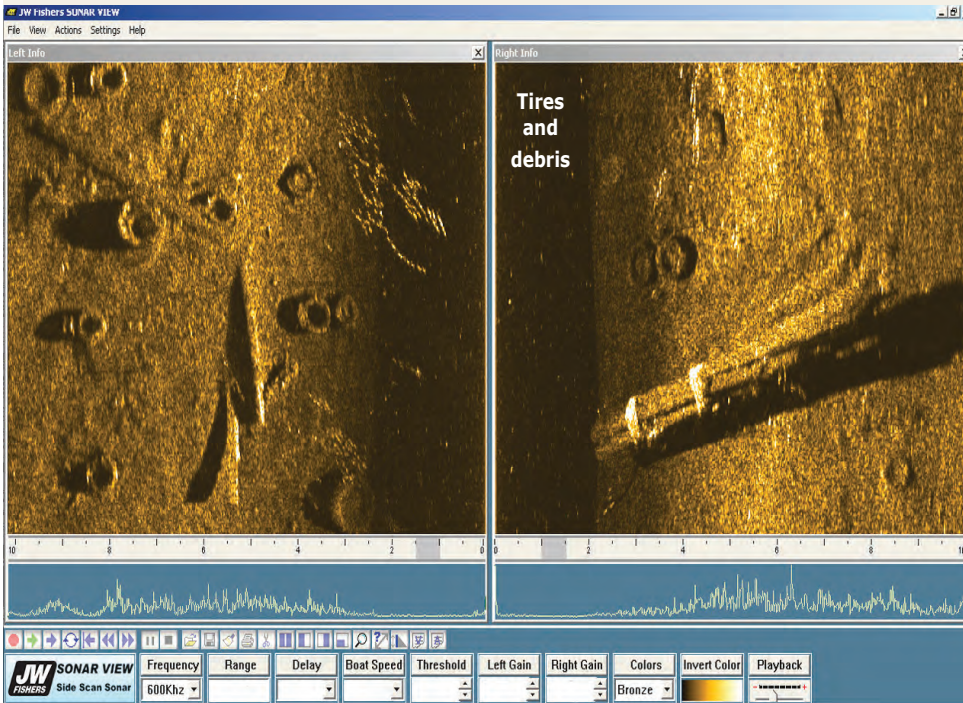 JW Fishers SONAR VIEW
File View Actions Settings Help
Left Info X
Right Info
Tires
and
debris
10 8 6 4 2 0
0 2 4 6 8 10
JW FISHERS
SONAR VIEW
Side Scan Sonar
Frequency Range Delay Boat Speed Threshold Left Gain Right Gain Colors Invert Color Playback
600Khz Bronze
- +